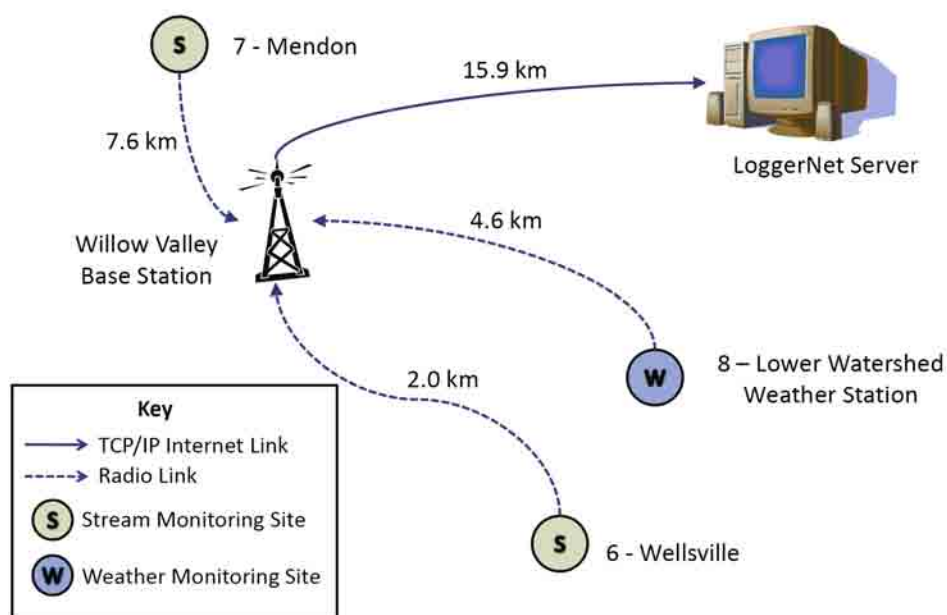 S
7 - Mendon
15.9 km
7.6 km
LoggerNet Server
Willow Valley
Base Station
4.6 km
W
8 – Lower Watershed
Weather Station
2.0 km
S
6 - Wellsville
Key
TCP/IP Internet Link
Radio Link
S
Stream Monitoring Site
W
Weather Monitoring Site